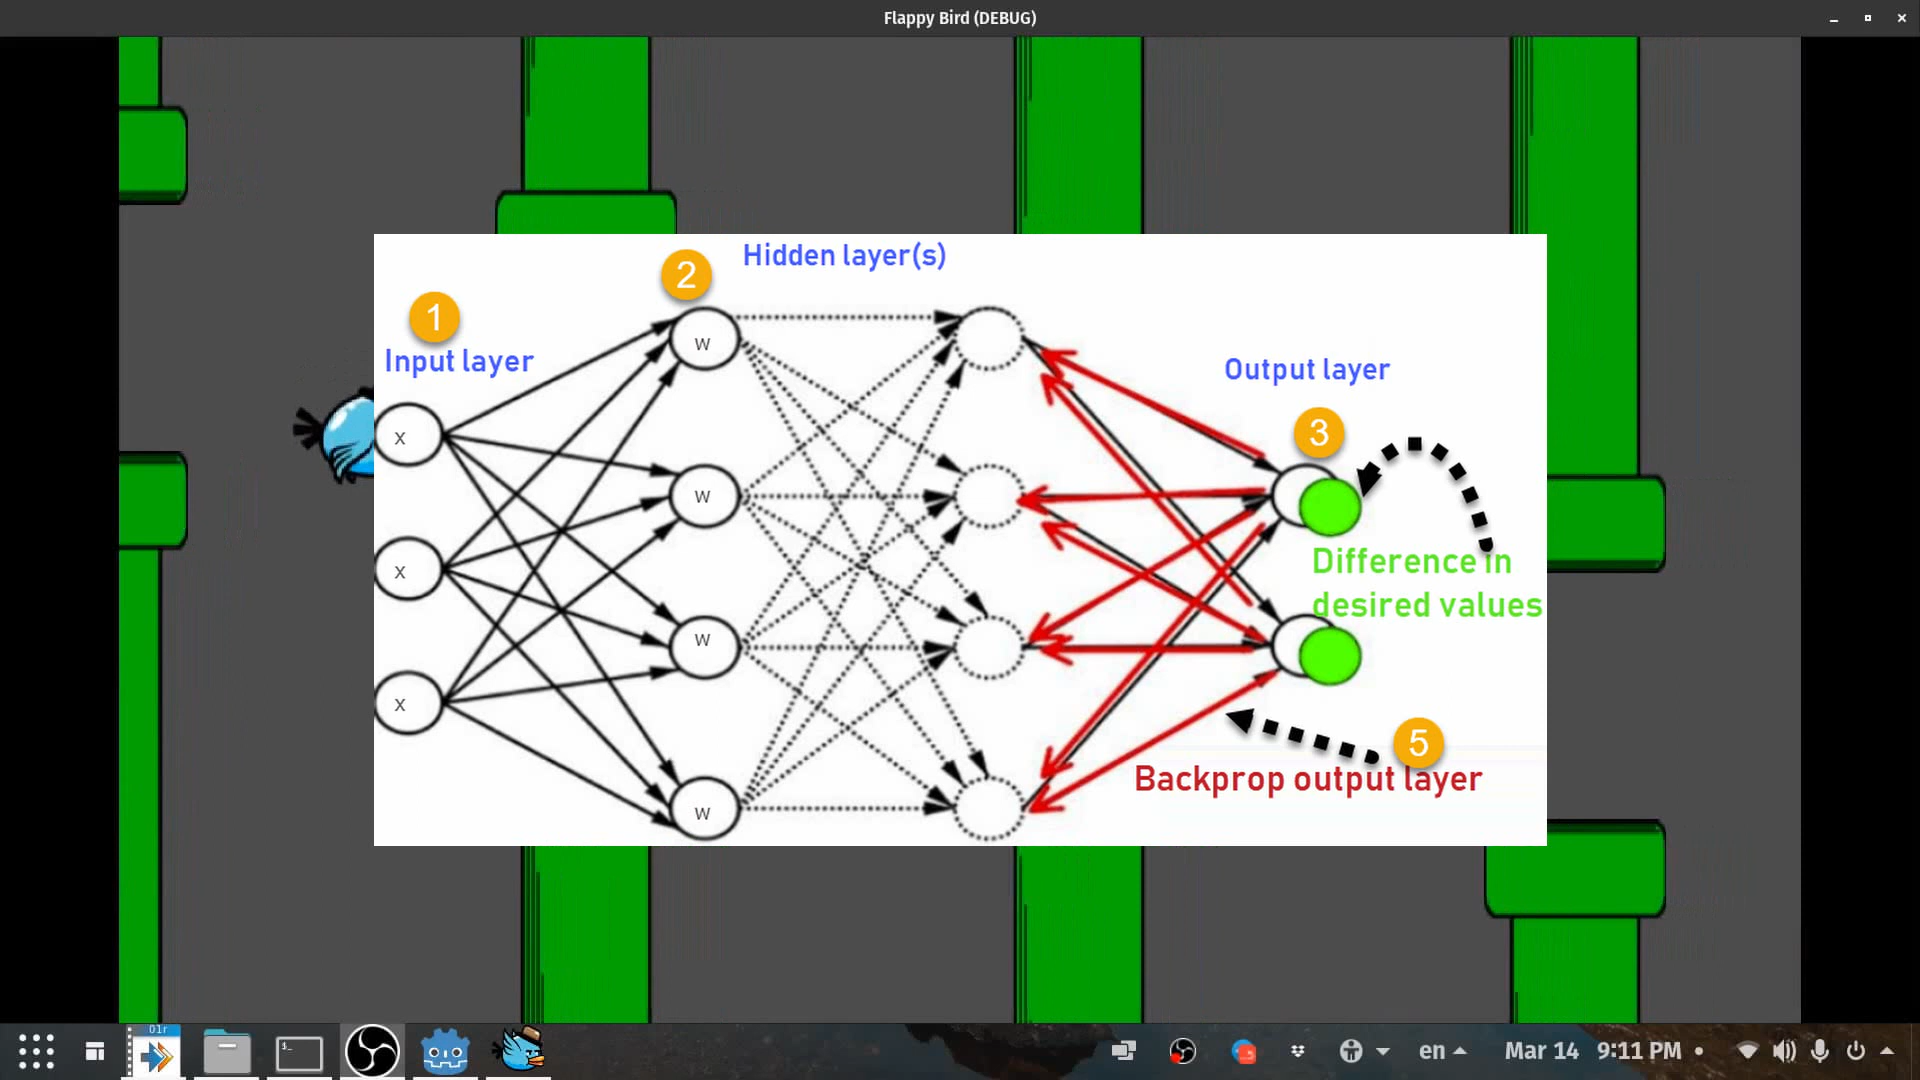 Flappy Bird (DEBUG)
Hidden layer(s)
2
1
Input layer
Output layer
3
W
X
W
X
W
X
W
Difference in
desired values
5
Backprop output layer
01r
$_
en
Mar 14 9:11 PM